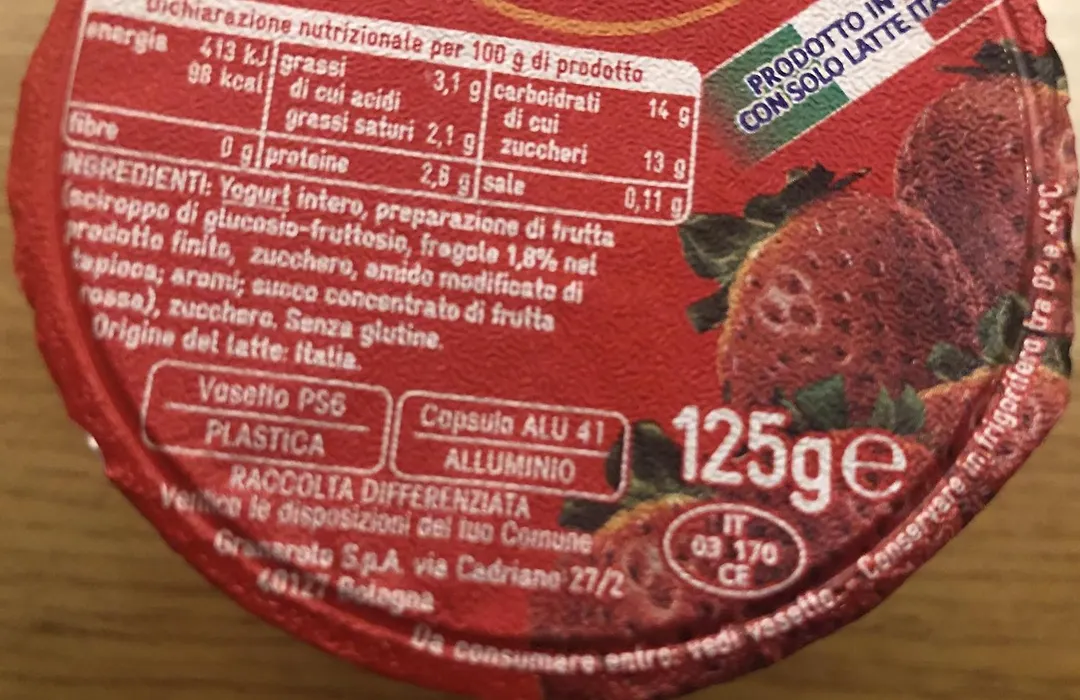 Dichiarazione nutrizionale per 100 g di prodotto
energia 413 kJ
98 kcal
grassi 3,1 g
di cui acidi
grassi saturi 2,1 g
carboidrati 14 g
di cui
zuccheri 13 g
fibre 0 g
proteine 2,6 g
sale 0,11 g
INGREDIENTI: Yogurt intero, preparazione di frutta
(sciroppo di glucosio-fruttosio, fragole 1,8% nel
prodotto finito, zucchero, amido modificato di
tapioca; aromi; succo concentrato di frutta
rossa), zucchero. Senza glutine.
Origine del latte: Italia.
Vasetto PS6
PLASTICA
Capsula ALU 41
ALLUMINIO
RACCOLTA DIFFERENZIATA
Verifica le disposizioni del tuo Comune
Granarolo S.p.A. via Cadriano 27/2
40127 Bologna
125g e
IT
03 170
CE
PRODOTTO IN
CON SOLO LATTE ITA
Da consumare entro: vedi vasetto. - Conservare in frigorifero tra 0° e +4°C